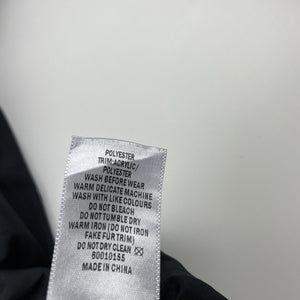 POLYESTER
TRIM:ACRYLIC/
POLYESTER
WASH BEFORE WEAR
WARM DELICATE MACHINE
WASH WITH LIKE COLOURS
DO NOT BLEACH
DO NOT TUMBLE DRY
WARM IRON (DO NOT IRON
FAKE FUR TRIM)
DO NOT DRY CLEAN
60010155
MADE IN CHINA